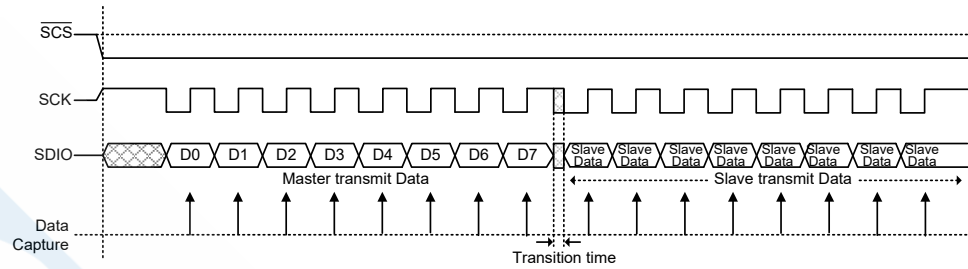 SCS
SCK
SDIO D0 D1 D2 D3 D4 D5 D6 D7 Slave Data Slave Data Slave Data Slave Data Slave Data Slave Data Slave Data Slave Data
Master transmit Data Slave transmit Data
Data
Capture
Transition time